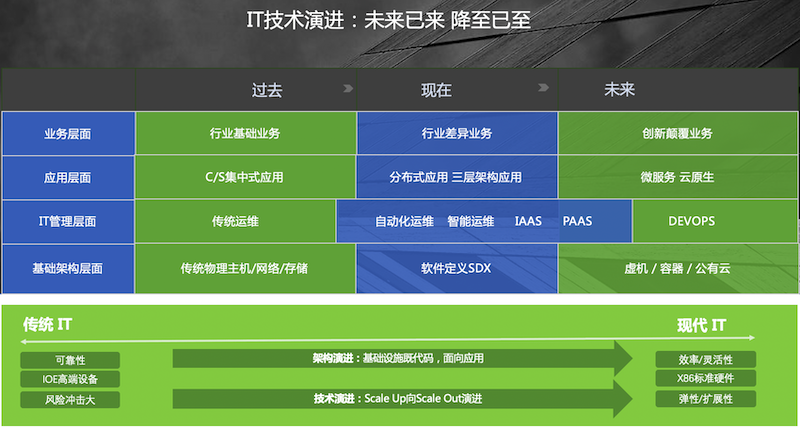 IT技术演进：未来已来 降至已至
过去 现在 未来
业务层面 行业基础业务 行业差异业务 创新颠覆业务
应用层面 C/S集中式应用 分布式应用 三层架构应用 微服务 云原生
IT管理层面 传统运维 自动化运维 智能运维 IAAS PAAS DEVOPS
基础架构层面 传统物理主机/网络/存储 软件定义SDX 虚机 / 容器 / 公有云
传统 IT 现代 IT
可靠性 架构演进：基础设施既代码，面向应用 效率/灵活性
IOE高端设备 X86标准硬件
风险冲击大 技术演进：Scale Up向Scale Out演进 弹性/扩展性